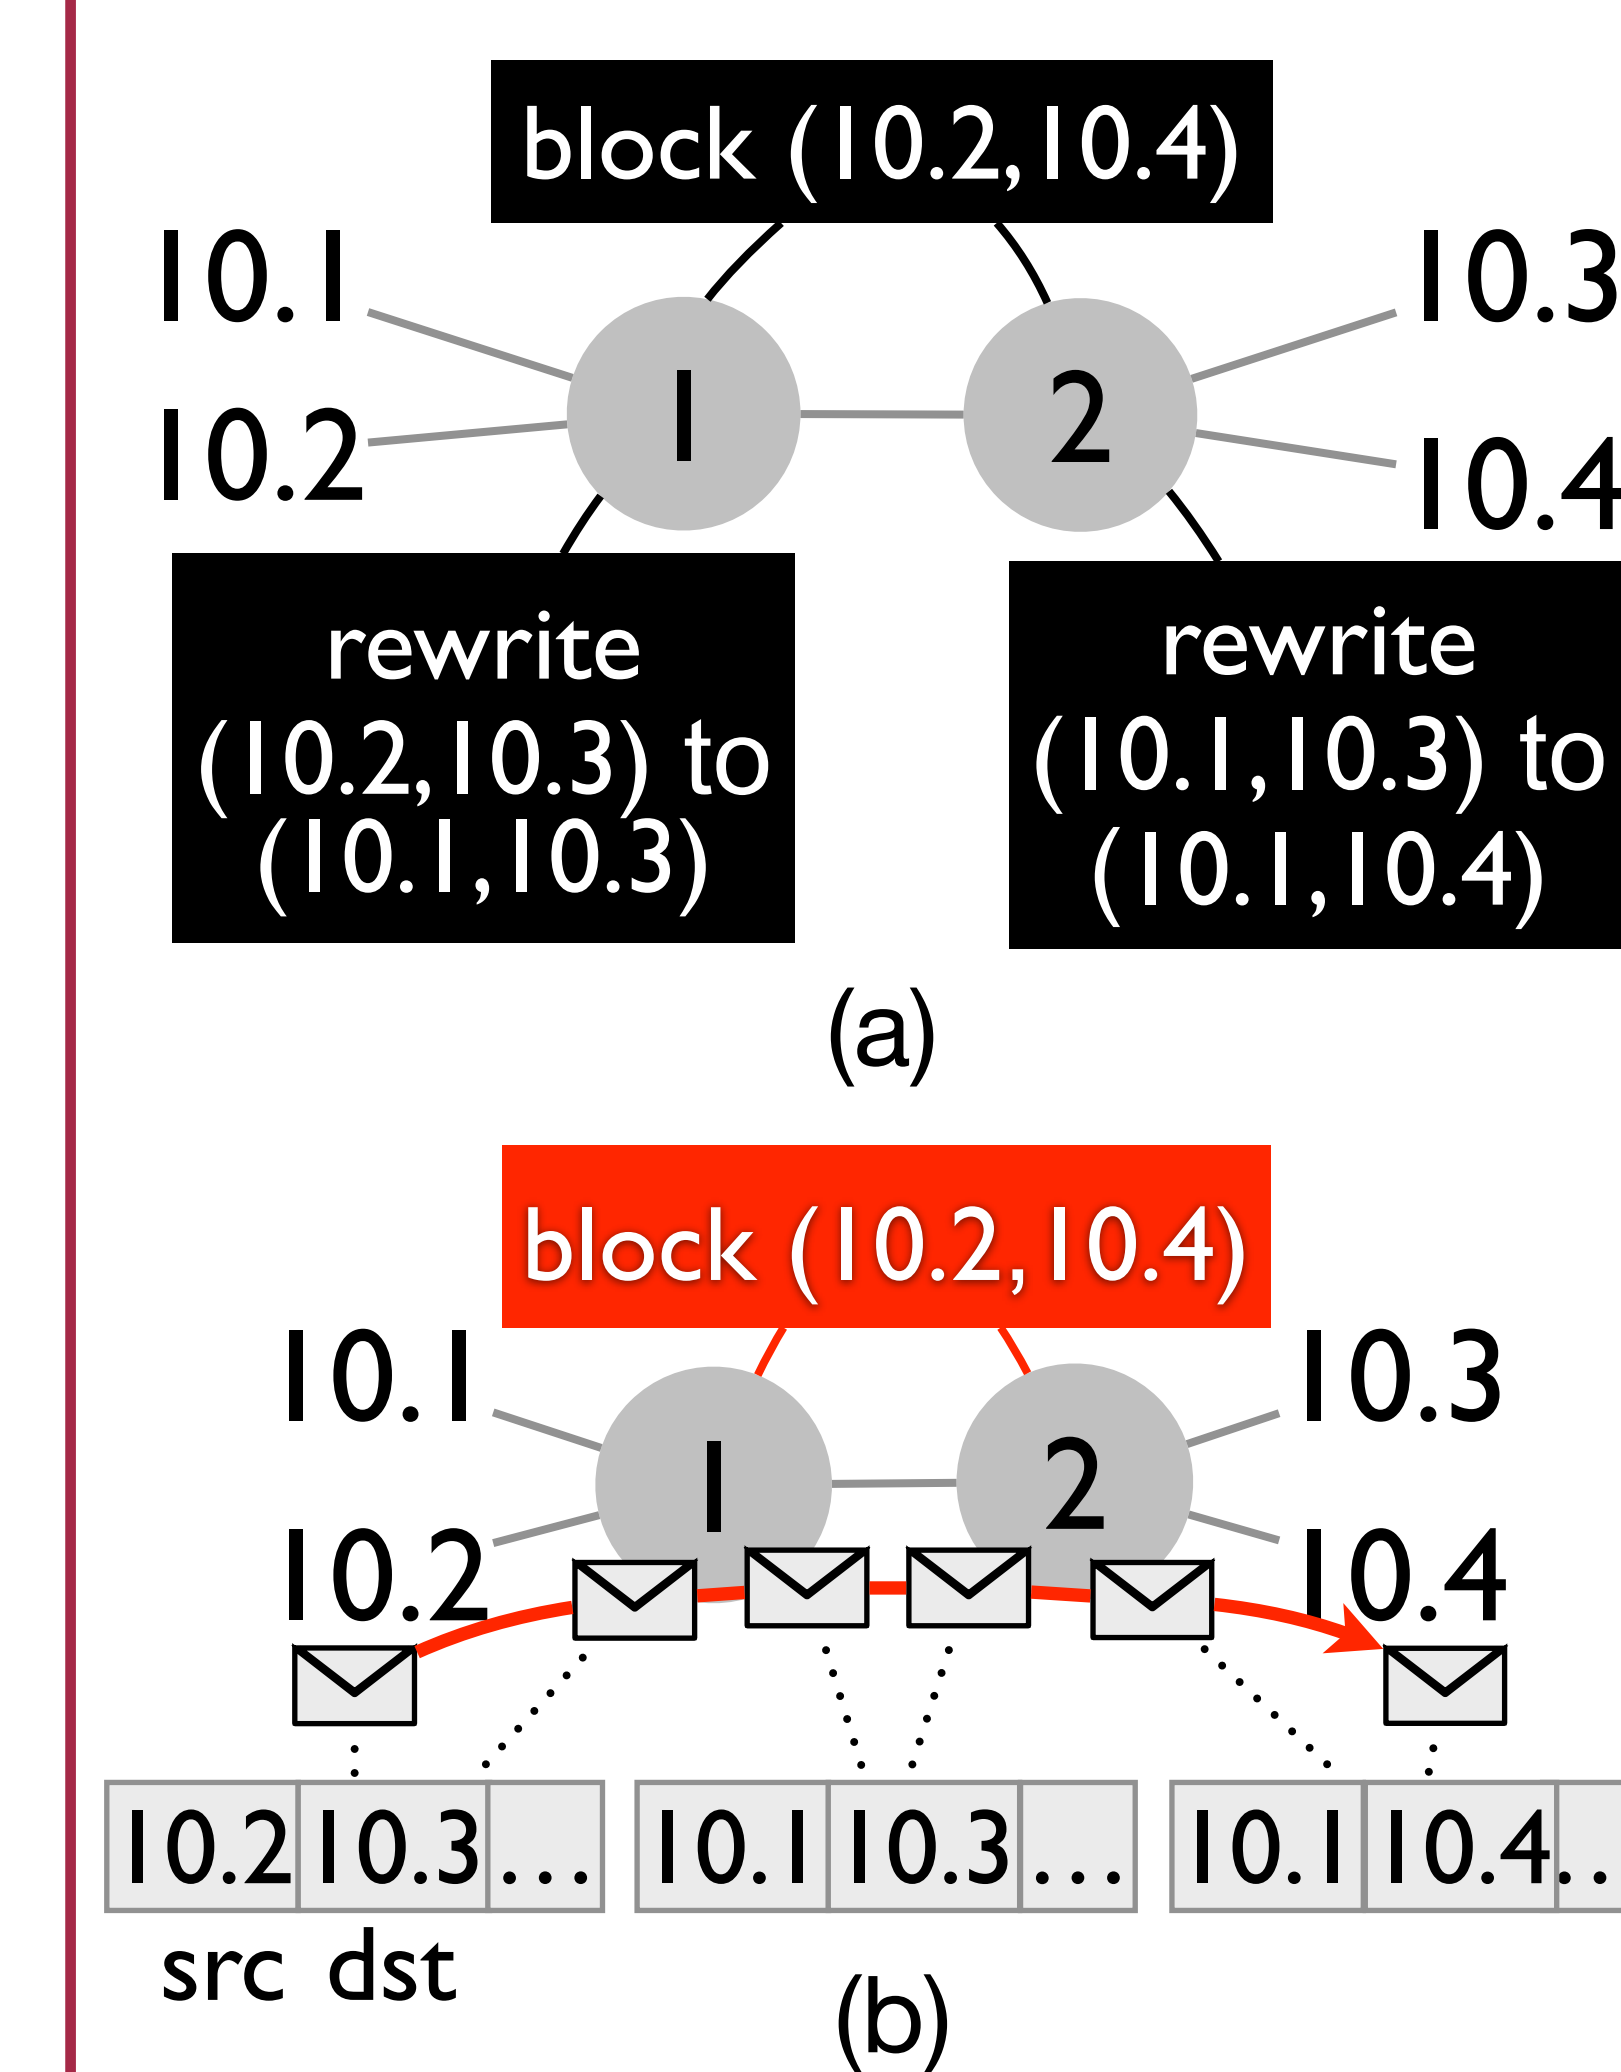 block (10.2,10.4)
10.1
10.3
1
2
10.2
10.4
rewrite
(10.2,10.3) to
(10.1,10.3)
rewrite
(10.1,10.3) to
(10.1,10.4)
(a)
block (10.2,10.4)
10.1
10.3
1
2
10.2
10.4
10.2 10.3 ...
10.1 10.3 ...
10.1 10.4 ..
src dst
(b)